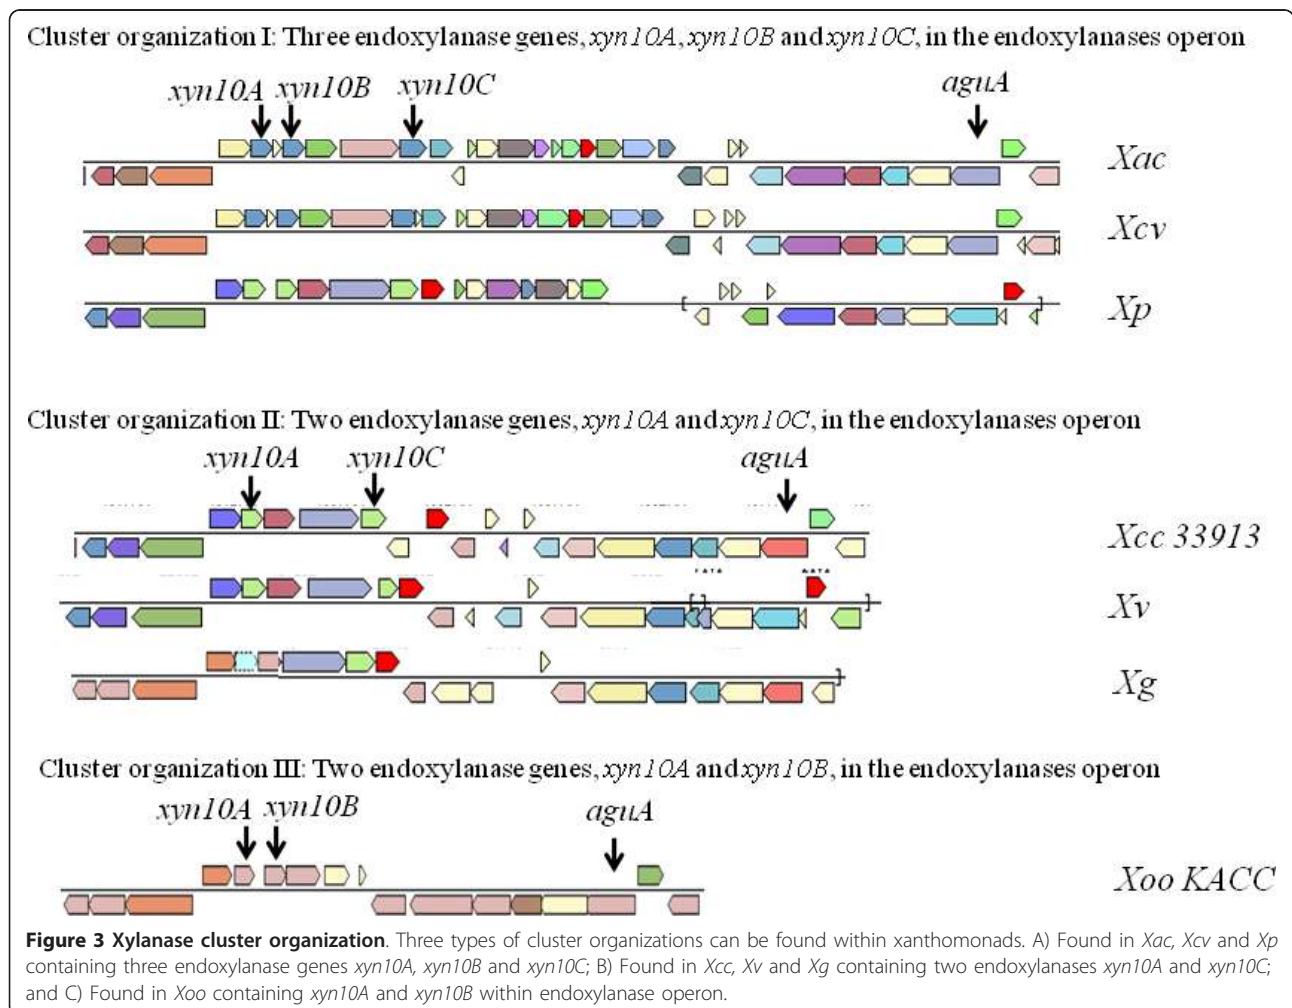 Cluster organization I: Three endoxylanase genes, xyn10A, xyn10B and xyn10C, in the endoxylanases operon
xyn10A xyn10B xyn10C aguA
Xac
Xcv
Xp
Cluster organization II: Two endoxylanase genes, xyn10A and xyn10C, in the endoxylanases operon
xyn10A xyn10C aguA
Xcc 33913
Xv
Xg
Cluster organization III: Two endoxylanase genes, xyn10A and xyn10B, in the endoxylanases operon
xyn10A xyn10B aguA
Xoo KACC
Figure 3 Xylanase cluster organization. Three types of cluster organizations can be found within xanthomonads. A) Found in Xac, Xcv and Xp
containing three endoxylanase genes xyn10A, xyn10B and xyn10C; B) Found in Xcc, Xv and Xg containing two endoxylanases xyn10A and xyn10C;
and C) Found in Xoo containing xyn10A and xyn10B within endoxylanase operon.